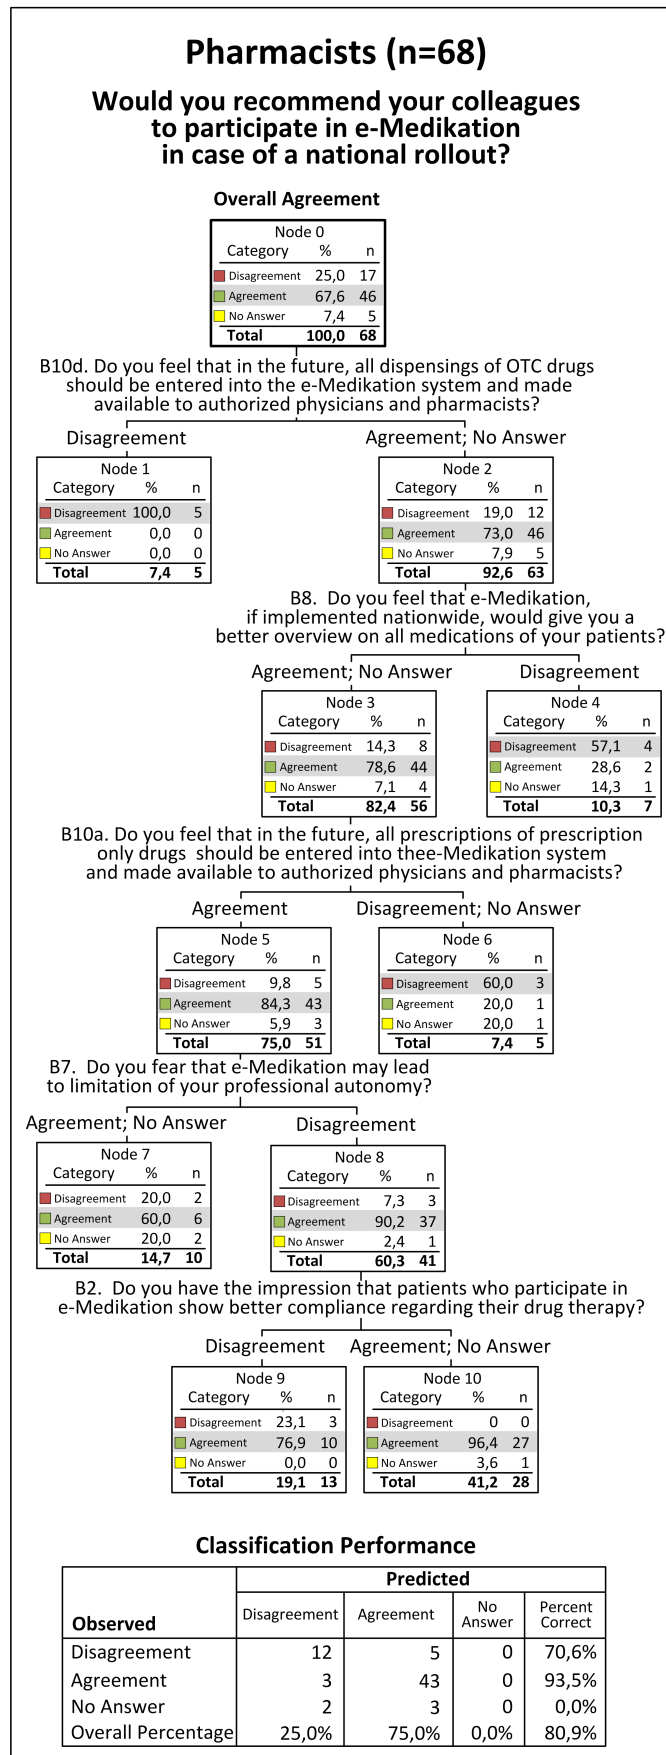 Pharmacists (n=68)
Would you recommend your colleagues
to participate in e-Medikation
in case of a national rollout?
Overall Agreement
Node 0
Category % n
Disagreement 25,0 17
Agreement 67,6 46
No Answer 7,4 5
Total 100,0 68
B10d. Do you feel that in the future, all dispensings of OTC drugs
should be entered into the e-Medikation system and made
available to authorized physicians and pharmacists?
Disagreement
Agreement; No Answer
Node 1
Category % n
Disagreement 100,0 5
Agreement 0,0 0
No Answer 0,0 0
Total 7,4 5
Node 2
Category % n
Disagreement 19,0 12
Agreement 73,0 46
No Answer 7,9 5
Total 92,6 63
B8. Do you feel that e-Medikation,
if implemented nationwide, would give you a
better overview on all medications of your patients?
Agreement; No Answer
Disagreement
Node 3
Category % n
Disagreement 14,3 8
Agreement 78,6 44
No Answer 7,1 4
Total 82,4 56
Node 4
Category % n
Disagreement 57,1 4
Agreement 28,6 2
No Answer 14,3 1
Total 10,3 7
B10a. Do you feel that in the future, all prescriptions of prescription
only drugs should be entered into thee-Medikation system
and made available to authorized physicians and pharmacists?
Agreement
Disagreement; No Answer
Node 5
Category % n
Disagreement 9,8 5
Agreement 84,3 43
No Answer 5,9 3
Total 75,0 51
Node 6
Category % n
Disagreement 60,0 3
Agreement 20,0 1
No Answer 20,0 1
Total 7,4 5
B7. Do you fear that e-Medikation may lead
to limitation of your professional autonomy?
Agreement; No Answer
Disagreement
Node 7
Category % n
Disagreement 20,0 2
Agreement 60,0 6
No Answer 20,0 2
Total 14,7 10
Node 8
Category % n
Disagreement 7,3 3
Agreement 90,2 37
No Answer 2,4 1
Total 60,3 41
B2. Do you have the impression that patients who participate in
e-Medikation show better compliance regarding their drug therapy?
Disagreement
Agreement; No Answer
Node 9
Category % n
Disagreement 23,1 3
Agreement 76,9 10
No Answer 0,0 0
Total 19,1 13
Node 10
Category % n
Disagreement 0 0
Agreement 96,4 27
No Answer 3,6 1
Total 41,2 28
Classification Performance
Predicted
Observed Disagreement Agreement No Answer Percent Correct
Disagreement 12 5 0 70,6%
Agreement 3 43 0 93,5%
No Answer 2 3 0 0,0%
Overall Percentage 25,0% 75,0% 0,0% 80,9%